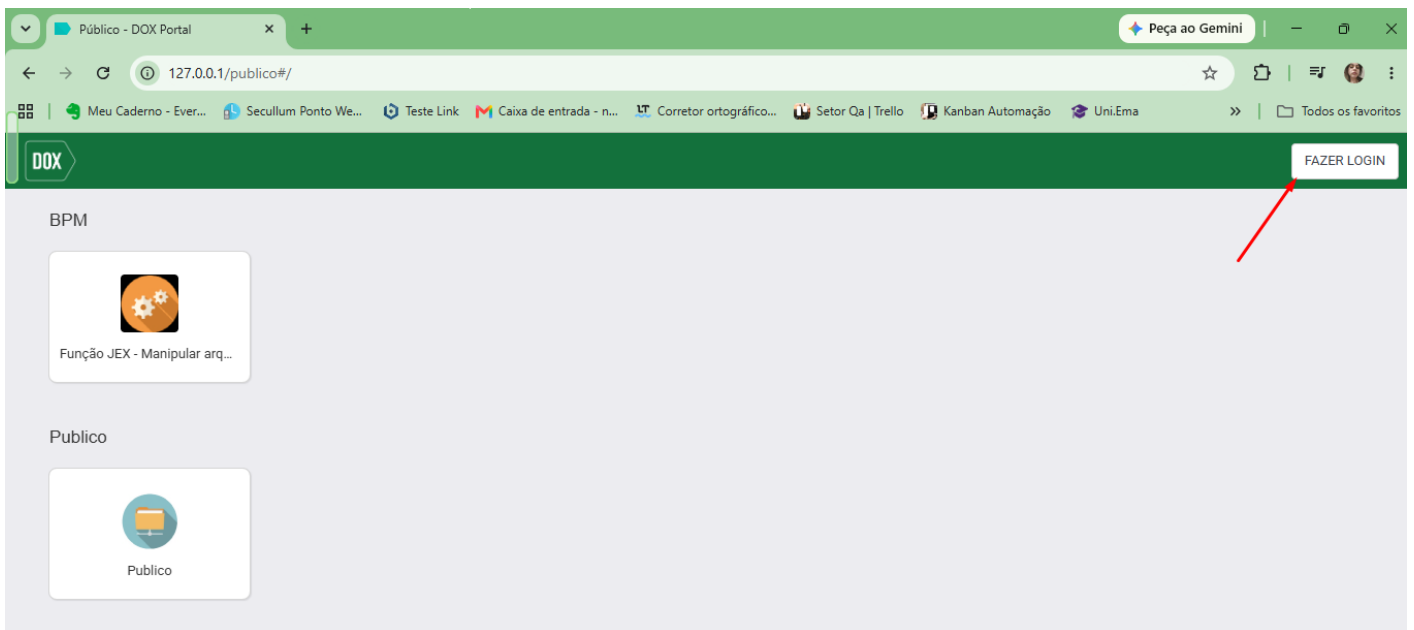 Público - DOX Portal
Peça ao Gemini
127.0.0.1/publico#/
Meu Caderno - Ever... Secullum Ponto We... Teste Link Caixa de entrada - n... LT Corretor ortográfico... Setor Qa | Trello Kanban Automação Uni.Ema Todos os favoritos
DOX FAZER LOGIN
BPM
Função JEX - Manipular arq...
Publico
Publico